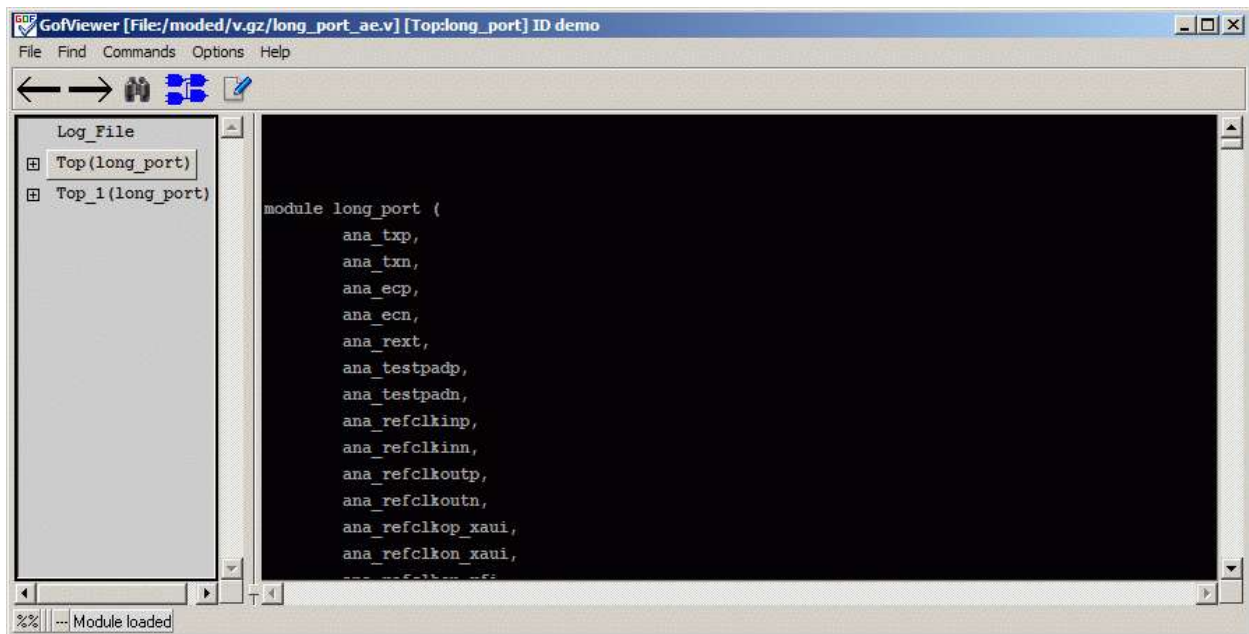 GOF GofViewer [File:/moded/v.gz/long_port_ae.v] [Top:long_port] ID demo
File Find Commands Options Help
Log_File
Top(long_port)
Top_1(long_port)
module long_port (
ana_txp,
ana_txn,
ana_ecp,
ana_ecn,
ana_rext,
ana_testpadp,
ana_testpadn,
ana_refclkinp,
ana_refclkinn,
ana_refclkoutp,
ana_refclkoutn,
ana_refclkop_xaui,
ana_refclkon_xaui,
%% --- Module loaded